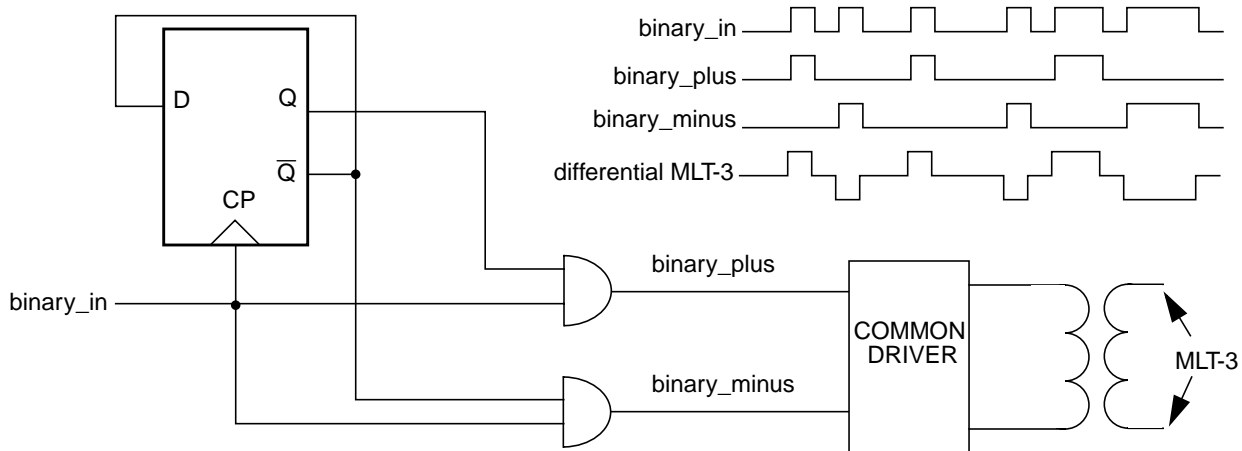 binary_in
binary_plus
binary_minus
differential MLT-3
D
Q
Q̅
CP
binary_in
binary_plus
COMMON
DRIVER
MLT-3
binary_minus